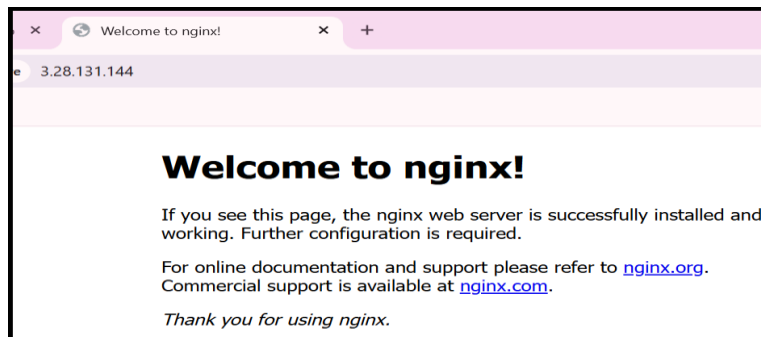 Welcome to nginx!
3.28.131.144
Welcome to nginx!
If you see this page, the nginx web server is successfully installed and
working. Further configuration is required.
For online documentation and support please refer to nginx.org.
Commercial support is available at nginx.com.
Thank you for using nginx.